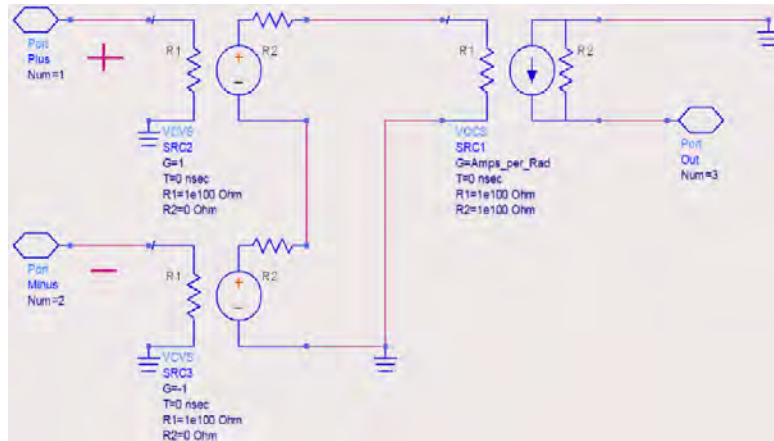 Port
Plus
Num=1
+
R1
+
−
R2
VCVS
SRC2
G=1
T=0 nsec
R1=1e100 Ohm
R2=0 Ohm
R1
R2
VCCS
SRC1
G=Amps_per_Rad
T=0 nsec
R1=1e100 Ohm
R2=1e100 Ohm
Port
Out
Num=3
Port
Minus
Num=2
−
R1
+
−
R2
VCVS
SRC3
G=-1
T=0 nsec
R1=1e100 Ohm
R2=0 Ohm